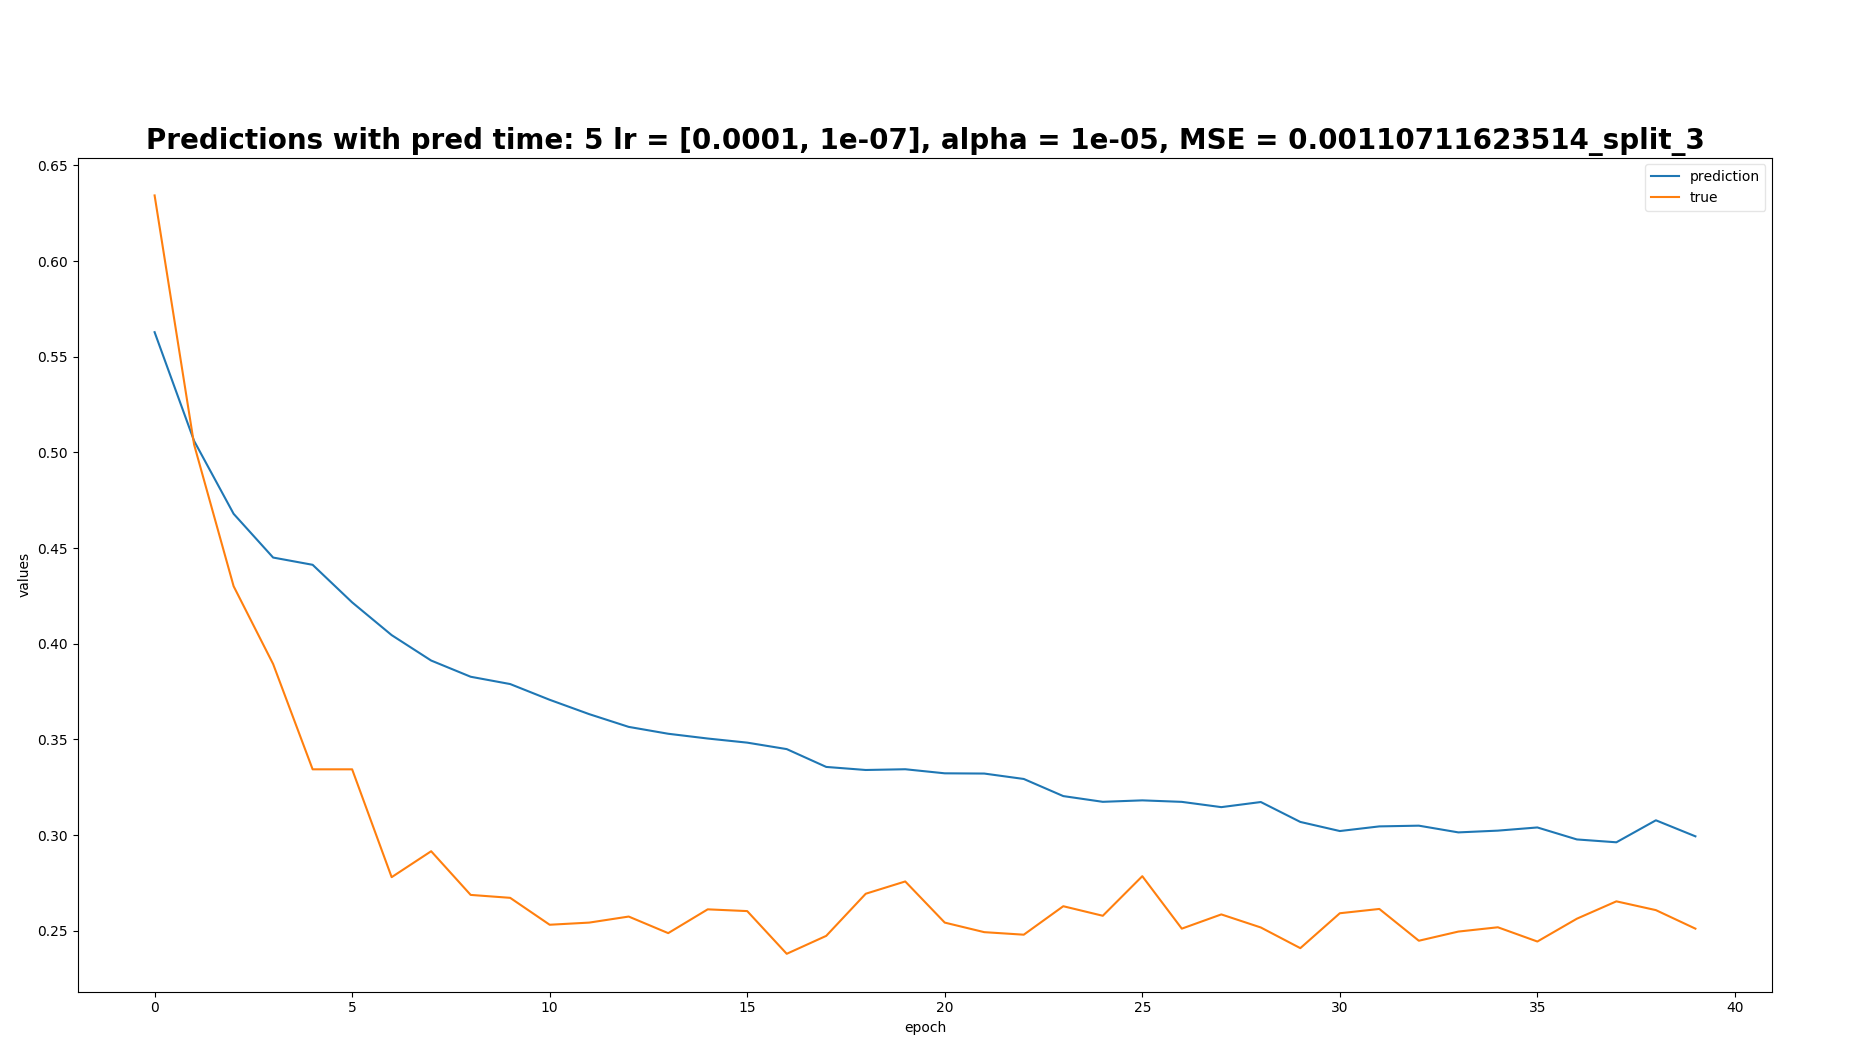 Predictions with pred time: 5 lr = [0.0001, 1e-07], alpha = 1e-05, MSE = 0.00110711623514_split_3
prediction
true
0.65
0.60
0.55
0.50
0.45
0.40
0.35
0.30
0.25
values
0 5 10 15 20 25 30 35 40
epoch